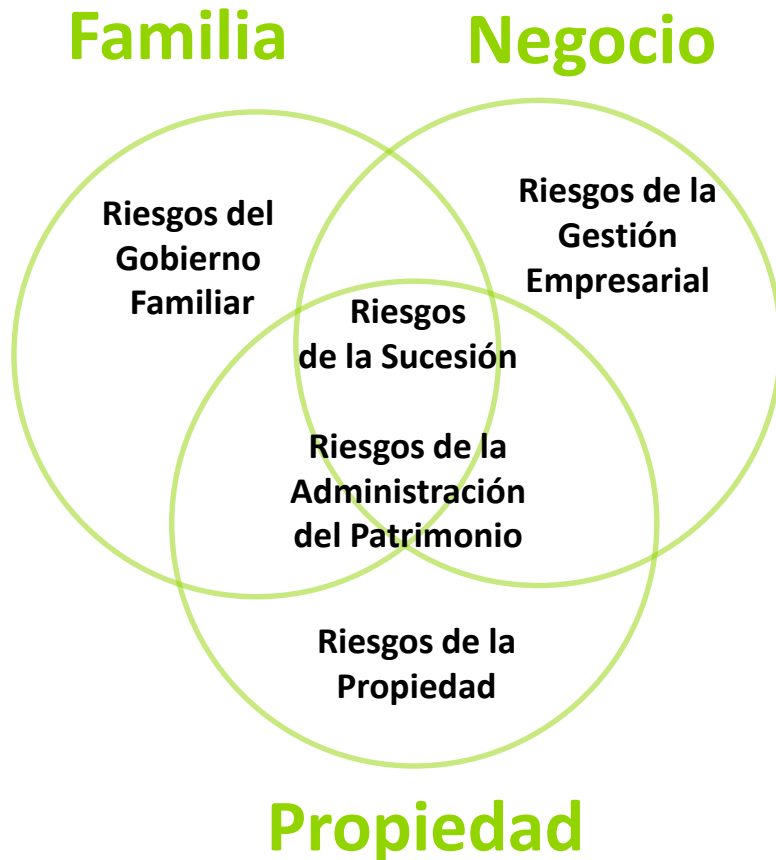 Familia
Negocio
Riesgos del
Gobierno
Familiar
Riesgos de la
Gestión
Empresarial
Riesgos
de la Sucesión
Riesgos de la
Administración
del Patrimonio
Riesgos de la
Propiedad
Propiedad